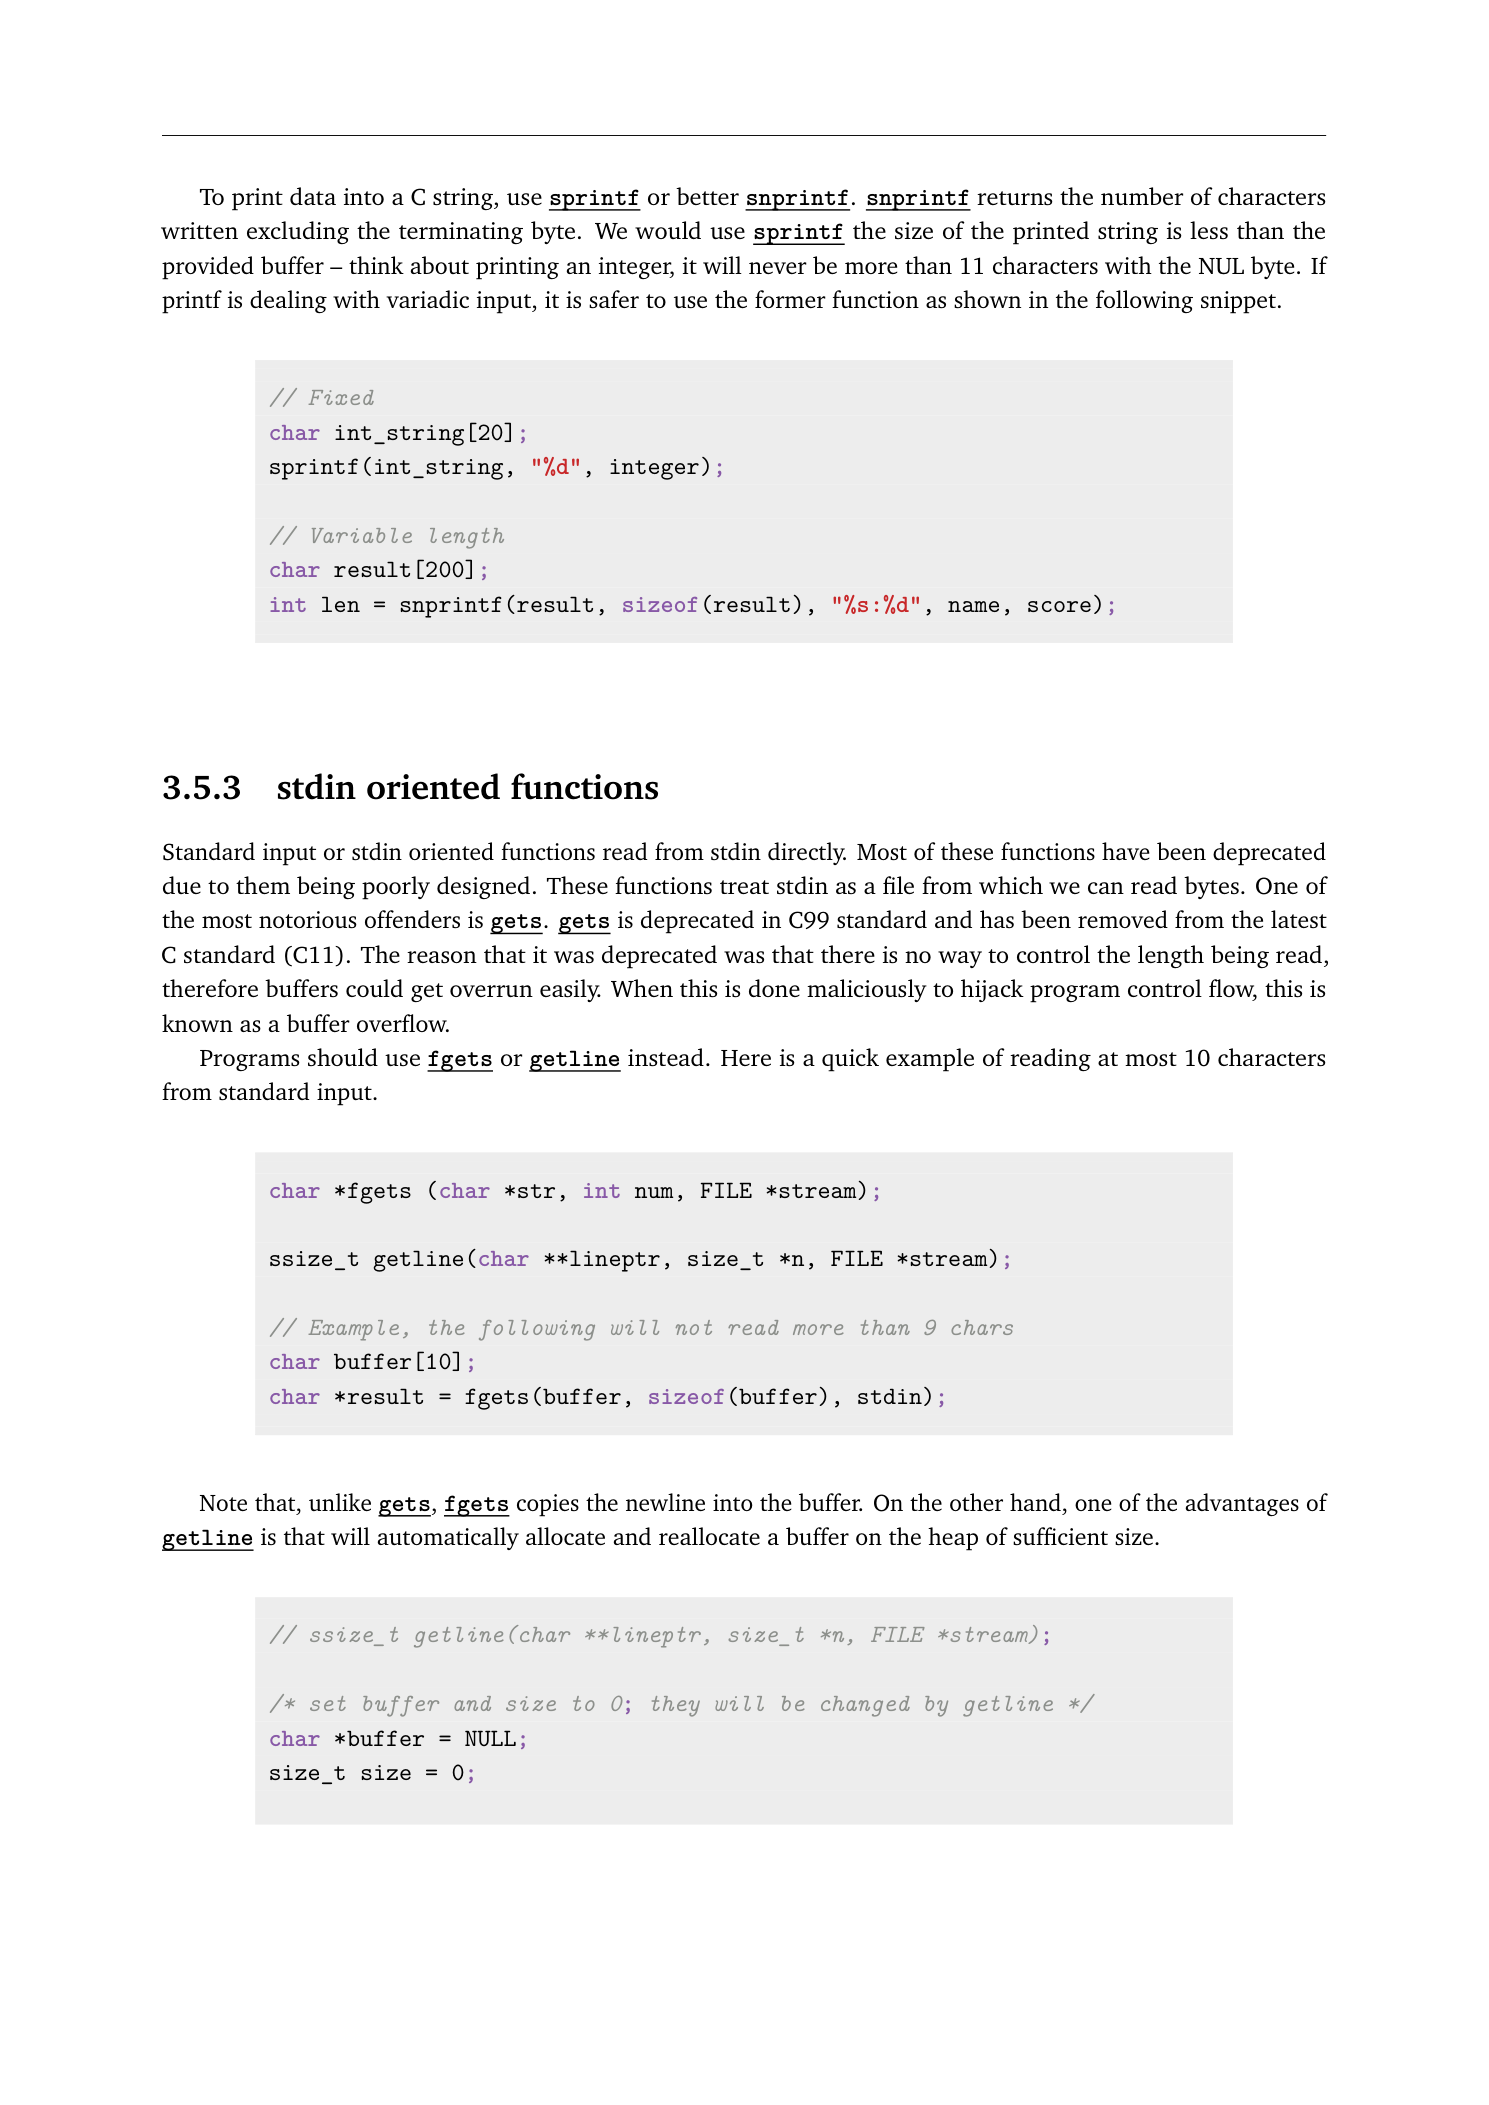 To print data into a C string, use sprintf or better snprintf. snprintf returns the number of characters
written excluding the terminating byte. We would use sprintf the size of the printed string is less than the
provided buffer – think about printing an integer, it will never be more than 11 characters with the NUL byte. If
printf is dealing with variadic input, it is safer to use the former function as shown in the following snippet.
// Fixed
char int_string[20];
sprintf(int_string, "%d", integer);
// Variable length
char result[200];
int len = snprintf(result, sizeof(result), "%s:%d", name, score);
3.5.3 stdin oriented functions
Standard input or stdin oriented functions read from stdin directly. Most of these functions have been deprecated
due to them being poorly designed. These functions treat stdin as a file from which we can read bytes. One of
the most notorious offenders is gets. gets is deprecated in C99 standard and has been removed from the latest
C standard (C11). The reason that it was deprecated was that there is no way to control the length being read,
therefore buffers could get overrun easily. When this is done maliciously to hijack program control flow, this is
known as a buffer overflow.
Programs should use fgets or getline instead. Here is a quick example of reading at most 10 characters
from standard input.
char *fgets (char *str, int num, FILE *stream);
ssize_t getline(char **lineptr, size_t *n, FILE *stream);
// Example, the following will not read more than 9 chars
char buffer[10];
char *result = fgets(buffer, sizeof(buffer), stdin);
Note that, unlike gets, fgets copies the newline into the buffer. On the other hand, one of the advantages of
getline is that will automatically allocate and reallocate a buffer on the heap of sufficient size.
// ssize_t getline(char **lineptr, size_t *n, FILE *stream);
/* set buffer and size to 0; they will be changed by getline */
char *buffer = NULL;
size_t size = 0;